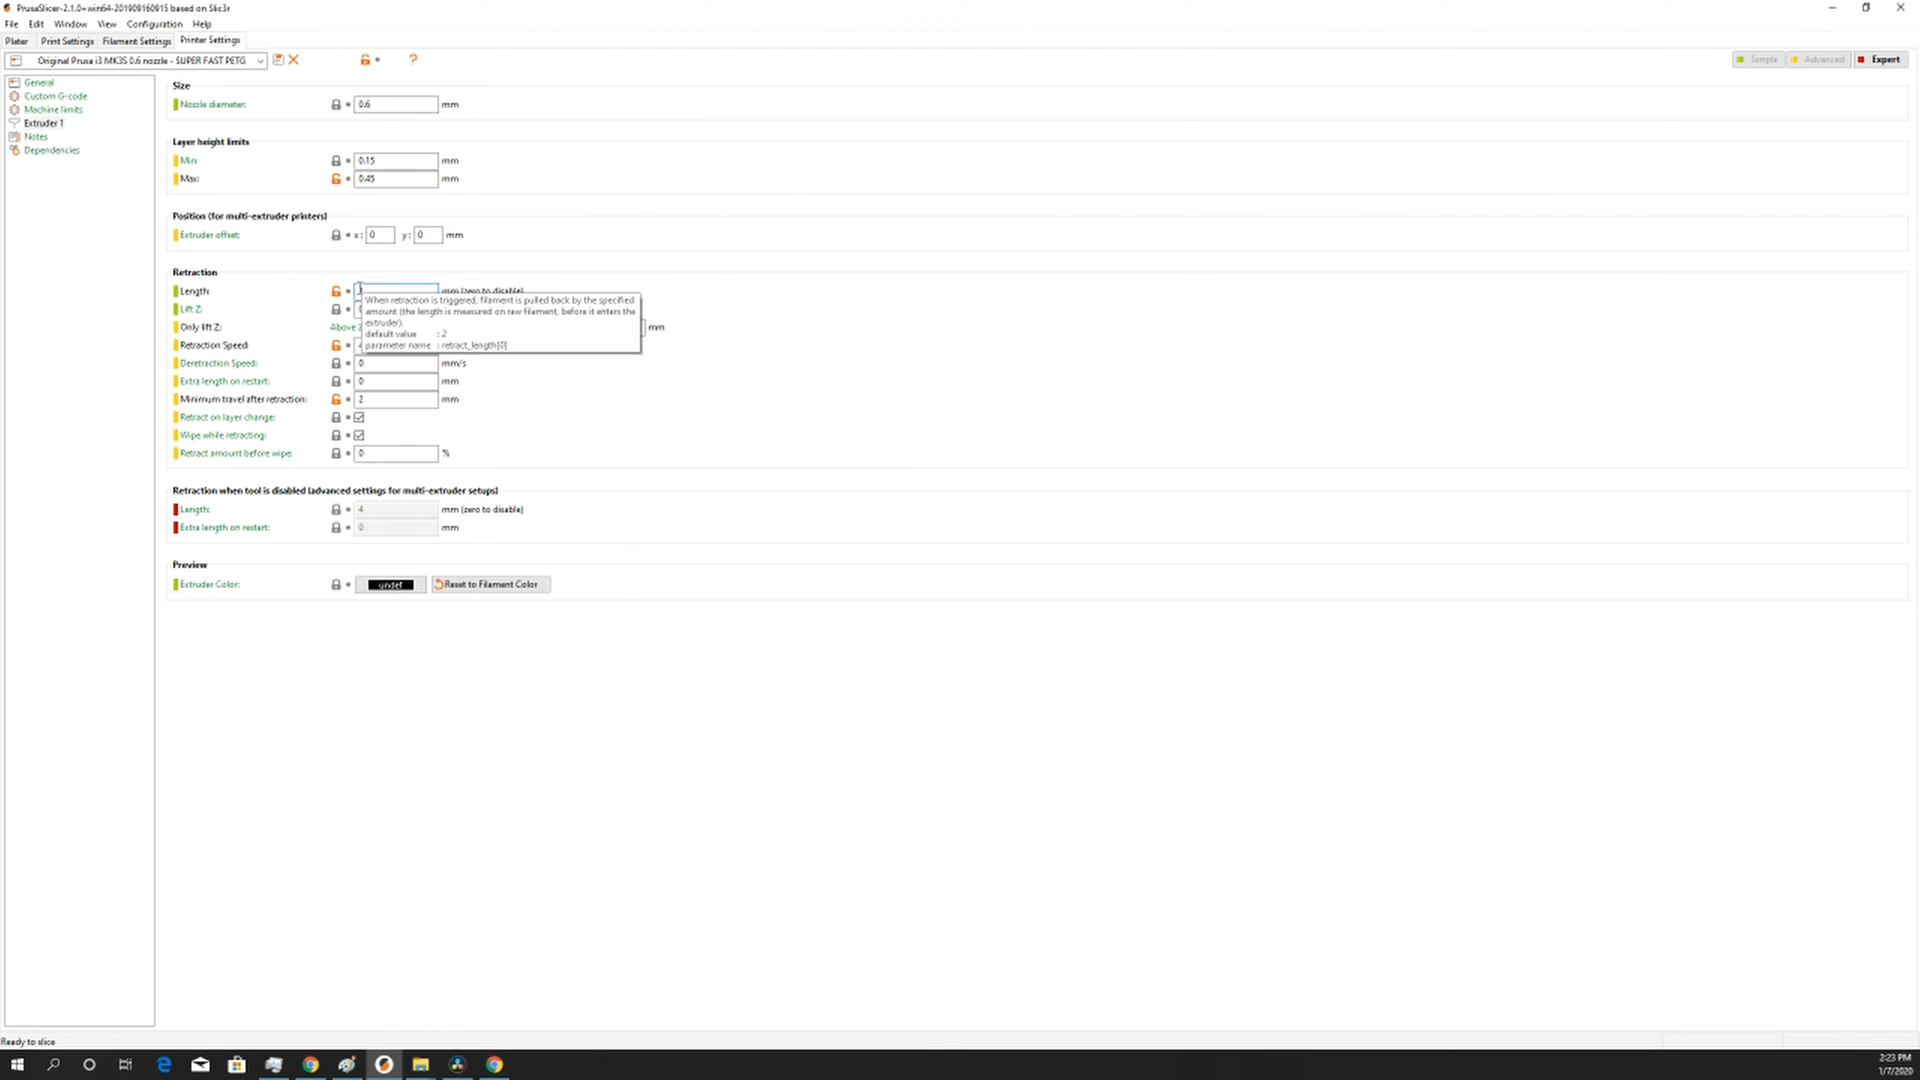 PrusaSlicer-2.1.0+win64-201909160915 based on Slic3r
File Edit Window View Configuration Help
Plater Print Settings Filament Settings Printer Settings
Original Prusa i3 MK3S 0.6 nozzle - SUPER FAST PETG ? Simple Advanced Expert
General
Custom G-code
Machine limits
Extruder 1
Notes
Dependencies
Size
Nozzle diameter: 0.6 mm
Layer height limits
Min: 0.15 mm
Max: 0.45 mm
Position (for multi-extruder printers)
Extruder offset: x: 0 y: 0 mm
Retraction
Length: mm (zero to disable)
When retraction is triggered, filament is pulled back by the specified
amount (the length is measured on raw filament, before it enters the
extruder).
default value : 2
parameter name : retract_length[0]
Lift Z:
Only lift Z: Above mm
Retraction Speed:
Deretraction Speed: 0 mm/s
Extra length on restart: 0 mm
Minimum travel after retraction: 2 mm
Retract on layer change:
Wipe while retracting:
Retract amount before wipe: 0 %
Retraction when tool is disabled (advanced settings for multi-extruder setups)
Length: 4 mm (zero to disable)
Extra length on restart: 0 mm
Preview
Extruder Color: undef Reset to Filament Color
Ready to slice
2:23 PM
1/7/2020